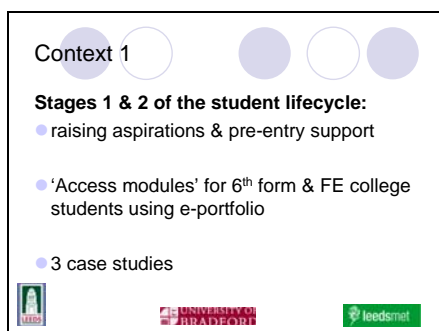 Context 1
Stages 1 & 2 of the student lifecycle:
raising aspirations & pre-entry support
'Access modules' for 6th form & FE college
students using e-portfolio
3 case studies
LEEDS
UNIVERSITY OF
BRADFORD
leedsmet